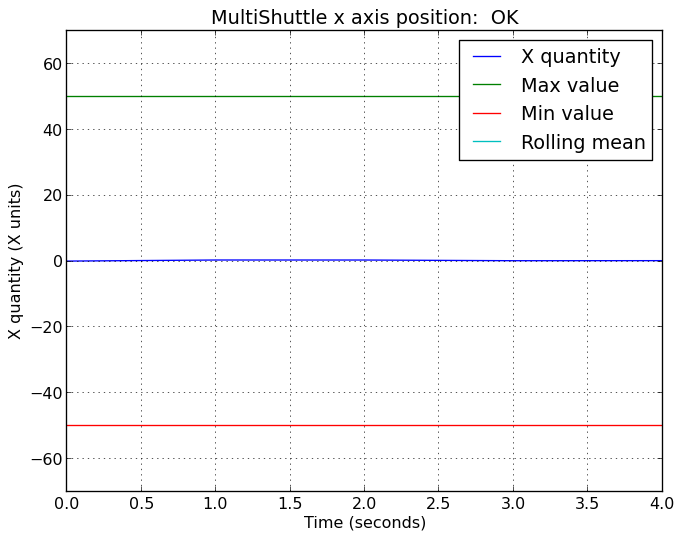 MultiShuttle x axis position:  OK
X quantity
Max value
Min value
Rolling mean
X quantity (X units)
60
40
20
0
−20
−40
−60
0.0 0.5 1.0 1.5 2.0 2.5 3.0 3.5 4.0
Time (seconds)